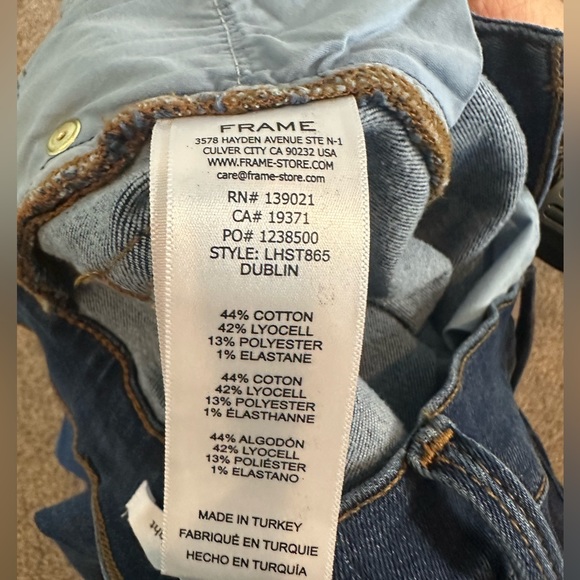 FRAME
3578 HAYDEN AVENUE STE N-1
CULVER CITY CA 90232 USA
WWW.FRAME-STORE.COM
care@frame-store.com
RN# 139021
CA# 19371
PO# 1238500
STYLE: LHST865
DUBLIN
44% COTTON
42% LYOCELL
13% POLYESTER
1% ELASTANE
44% COTON
42% LYOCELL
13% POLYESTER
1% ÉLASTHANNE
44% ALGODÓN
42% LYOCELL
13% POLIÉSTER
1% ELASTANO
MADE IN TURKEY
FABRIQUÉ EN TURQUIE
HECHO EN TURQUÍA